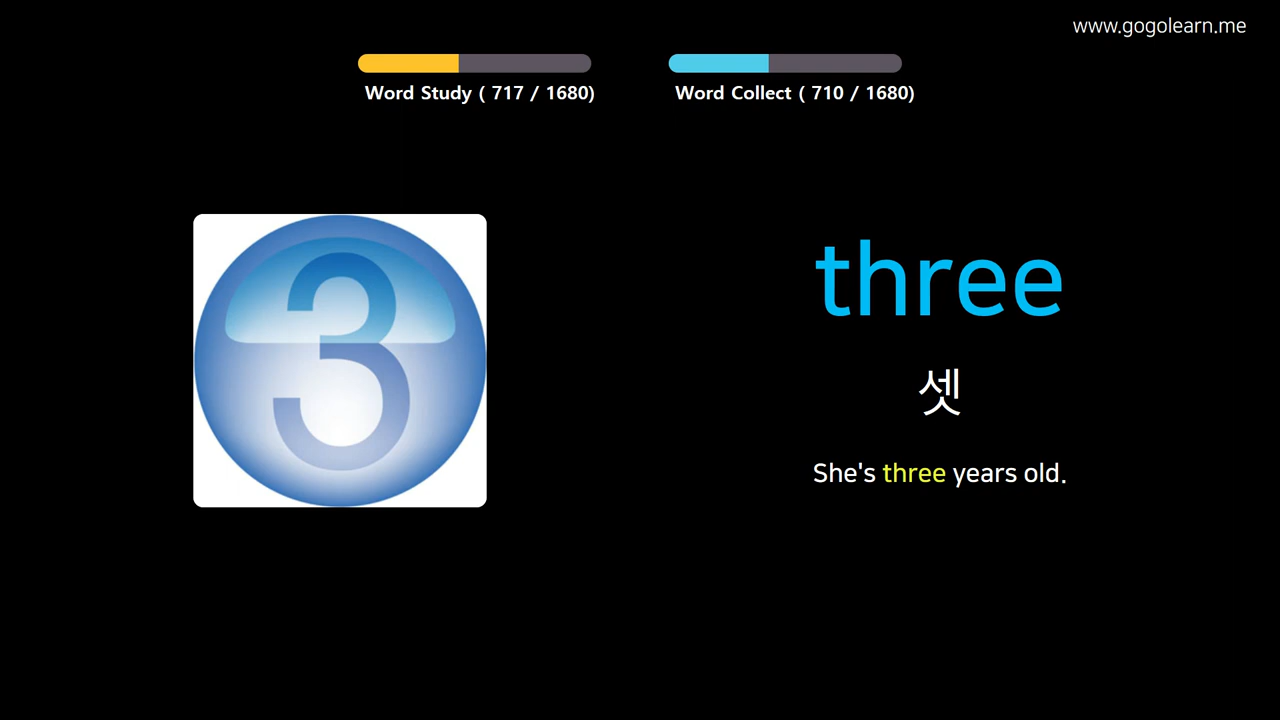 www.gogolearn.me
Word Study ( 717 / 1680)
Word Collect ( 710 / 1680)
3
three
셋
She's three years old.